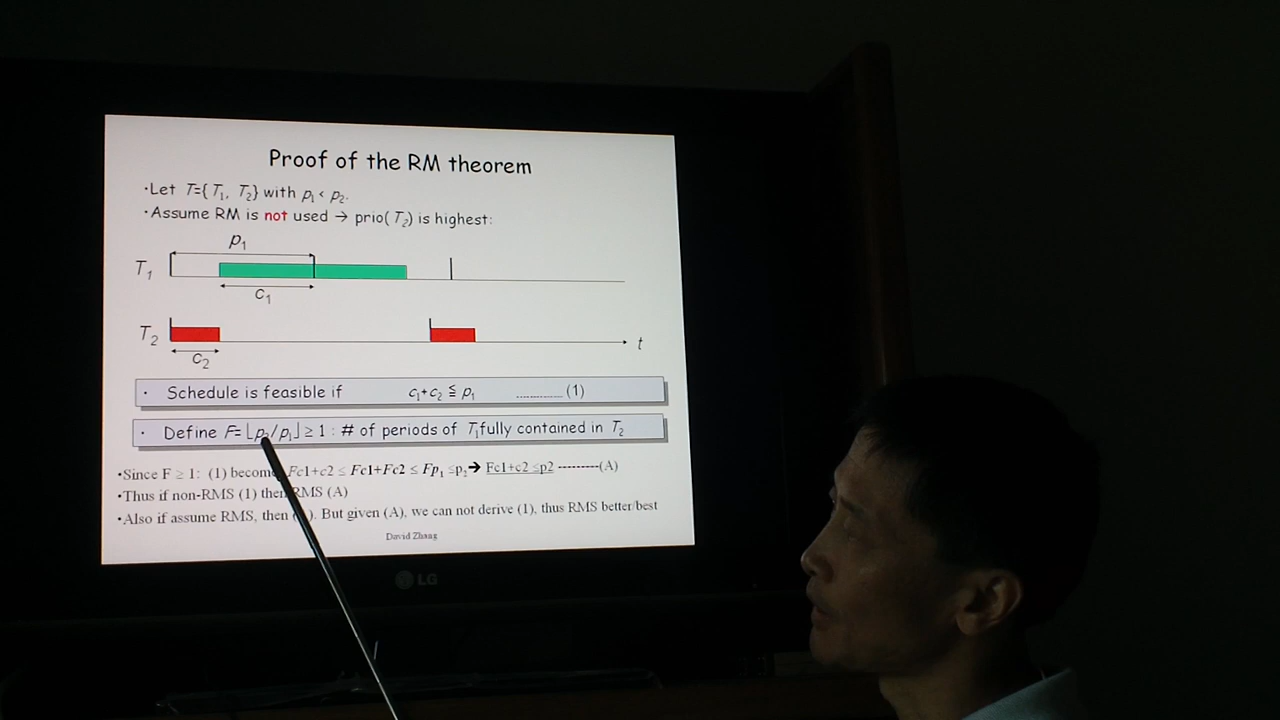 Proof of the RM theorem
·Let T={ T1, T2} with p1 < p2.
·Assume RM is not used → prio( T2) is highest:
p1
T1
c1
T2
t
c2
· Schedule is feasible if c1+c2 ≦ p1 .............. (1)
· Define F=⌊p2/p1⌋ ≥ 1 : # of periods of T1fully contained in T2
·Since F ≥ 1: (1) become Fc1+c2 ≤ Fc1+Fc2 ≤ Fp1 ≤p2→ Fc1+c2 ≤p2 ---------(A)
•Thus if non-RMS (1) then RMS (A)
•Also if assume RMS, then ( ). But given (A), we can not derive (1), thus RMS better/best
David Zhang
LG